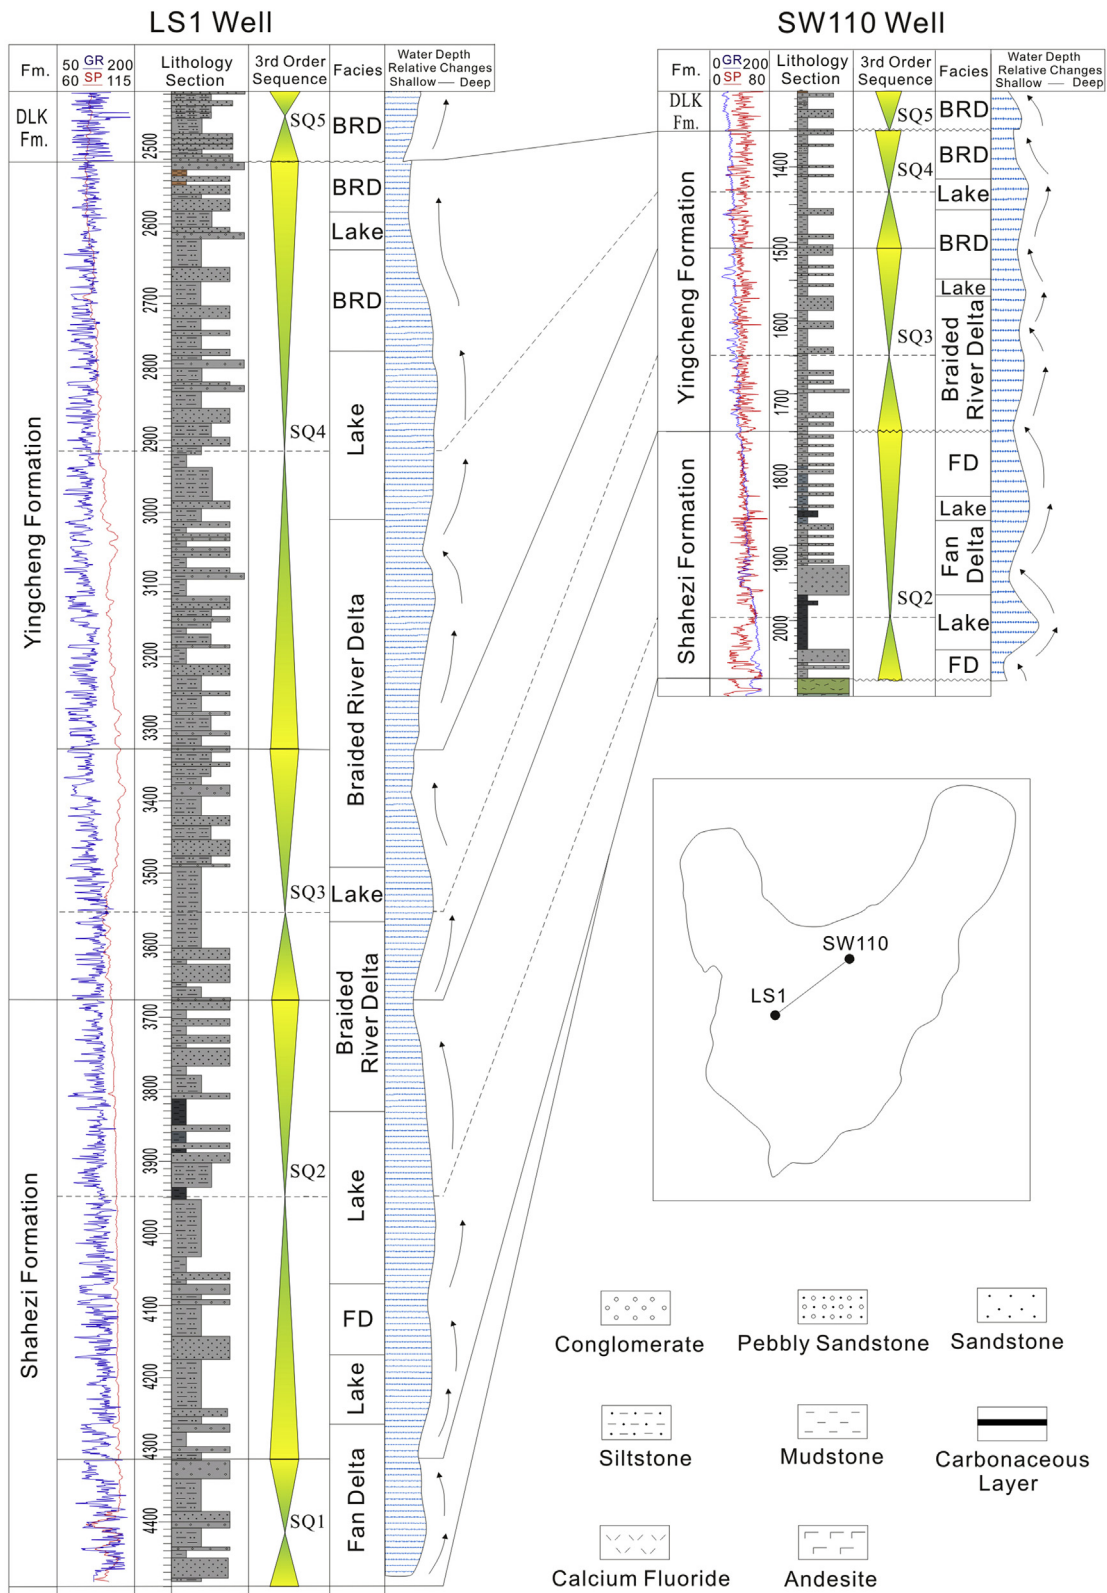 LS1 Well
Fm.
50 GR 200
60 SP 115
Lithology
Section
3rd Order
Sequence
Facies
Water Depth
Relative Changes
Shallow — Deep
DLK
Fm.
Yingcheng Formation
Shahezi Formation
2500
2600
2700
2800
2900
3000
3100
3200
3300
3400
3500
3600
3700
3800
3900
4000
4100
4200
4300
4400
SQ5
SQ4
SQ3
SQ2
SQ1
BRD
BRD
Lake
BRD
Lake
Braided River Delta
Lake
Braided
River Delta
Lake
FD
Lake
Fan Delta
SW110 Well
Fm.
0 GR 200
0 SP 80
Lithology
Section
3rd Order
Sequence
Facies
Water Depth
Relative Changes
Shallow — Deep
DLK
Fm.
Yingcheng Formation
Shahezi Formation
1400
1500
1600
1700
1800
1900
2000
SQ5
SQ4
SQ3
SQ2
BRD
BRD
Lake
BRD
Lake
Braided
River Delta
FD
Lake
Fan
Delta
Lake
FD
SW110
LS1
Conglomerate
Pebbly Sandstone
Sandstone
Siltstone
Mudstone
Carbonaceous
Layer
Calcium Fluoride
Andesite